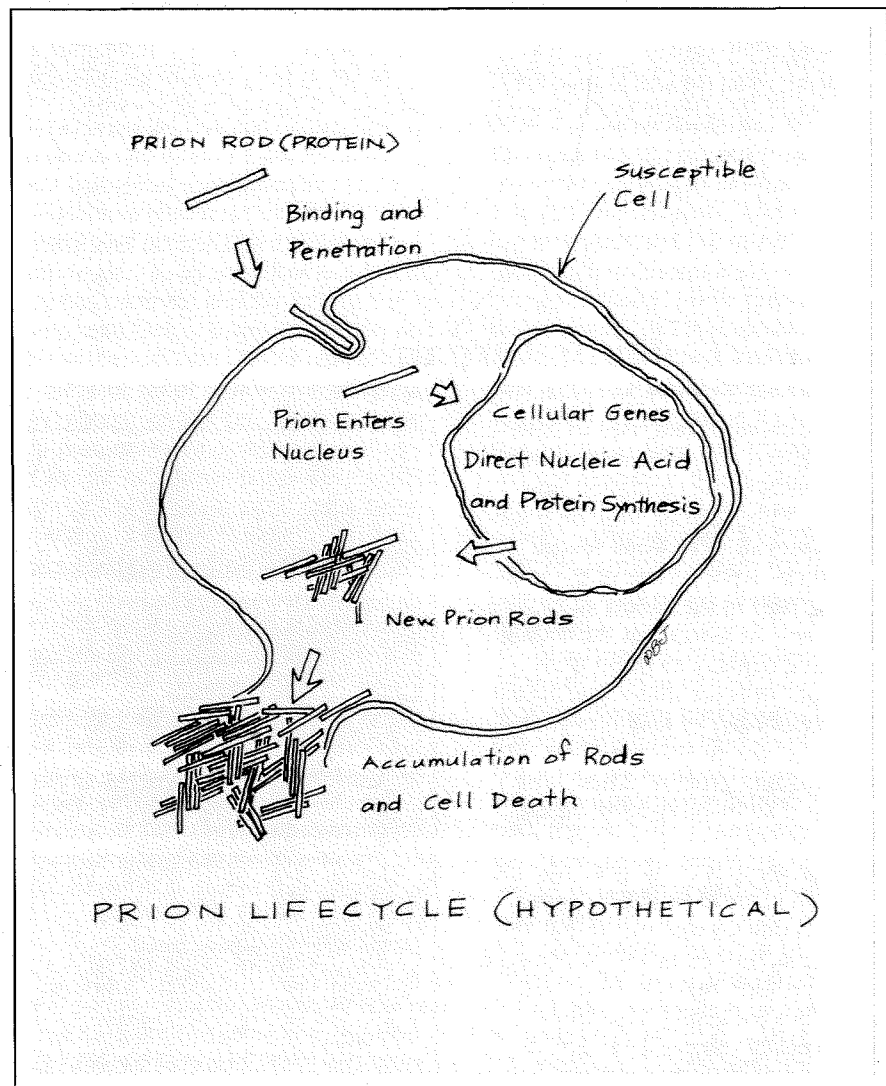 PRION ROD (PROTEIN)
Susceptible
Cell
Binding and
Penetration
Prion Enters
Nucleus
Cellular Genes
Direct Nucleic Acid
and Protein Synthesis
New Prion Rods
Accumulation of Rods
and Cell Death
PRION LIFECYCLE (HYPOTHETICAL)